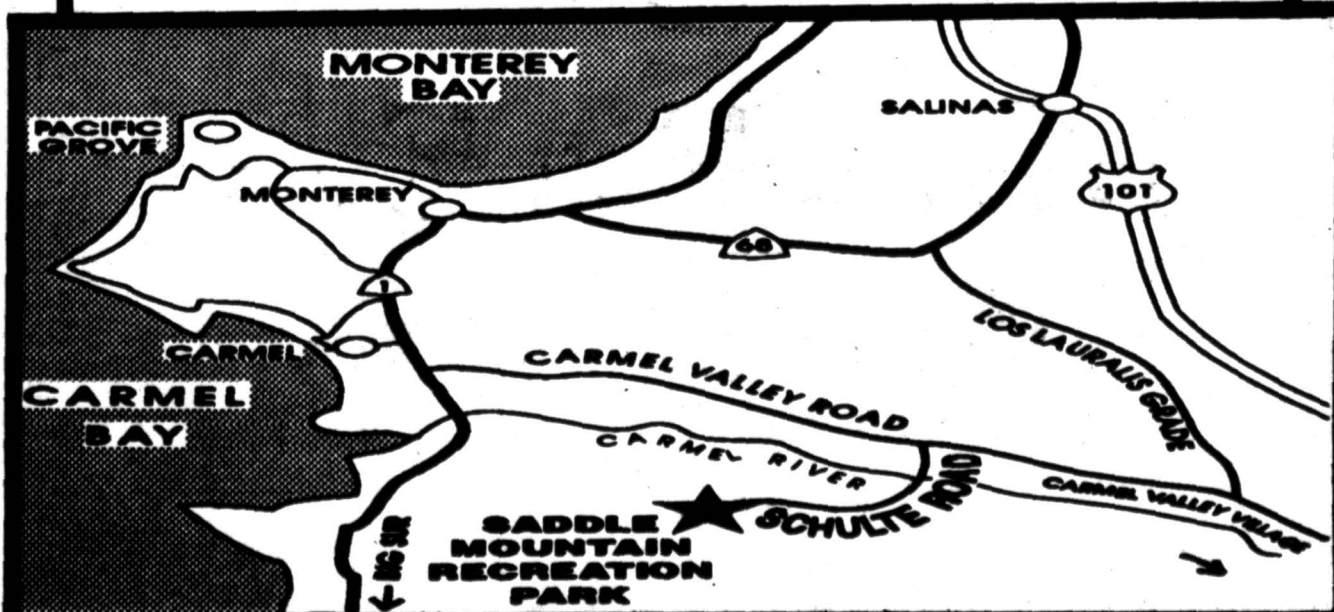 MONTEREY
BAY
PACIFIC
GROVE
SALINAS
MONTEREY
101
68
1
LOS LAURALIS GRADE
CARMEL
CARMEL VALLEY ROAD
CARMEL
BAY
CARMEL RIVER
SCHULTE ROAD
CARMEL VALLEY VILLAGE
SADDLE
MOUNTAIN
RECREATION
PARK
BIG SUR